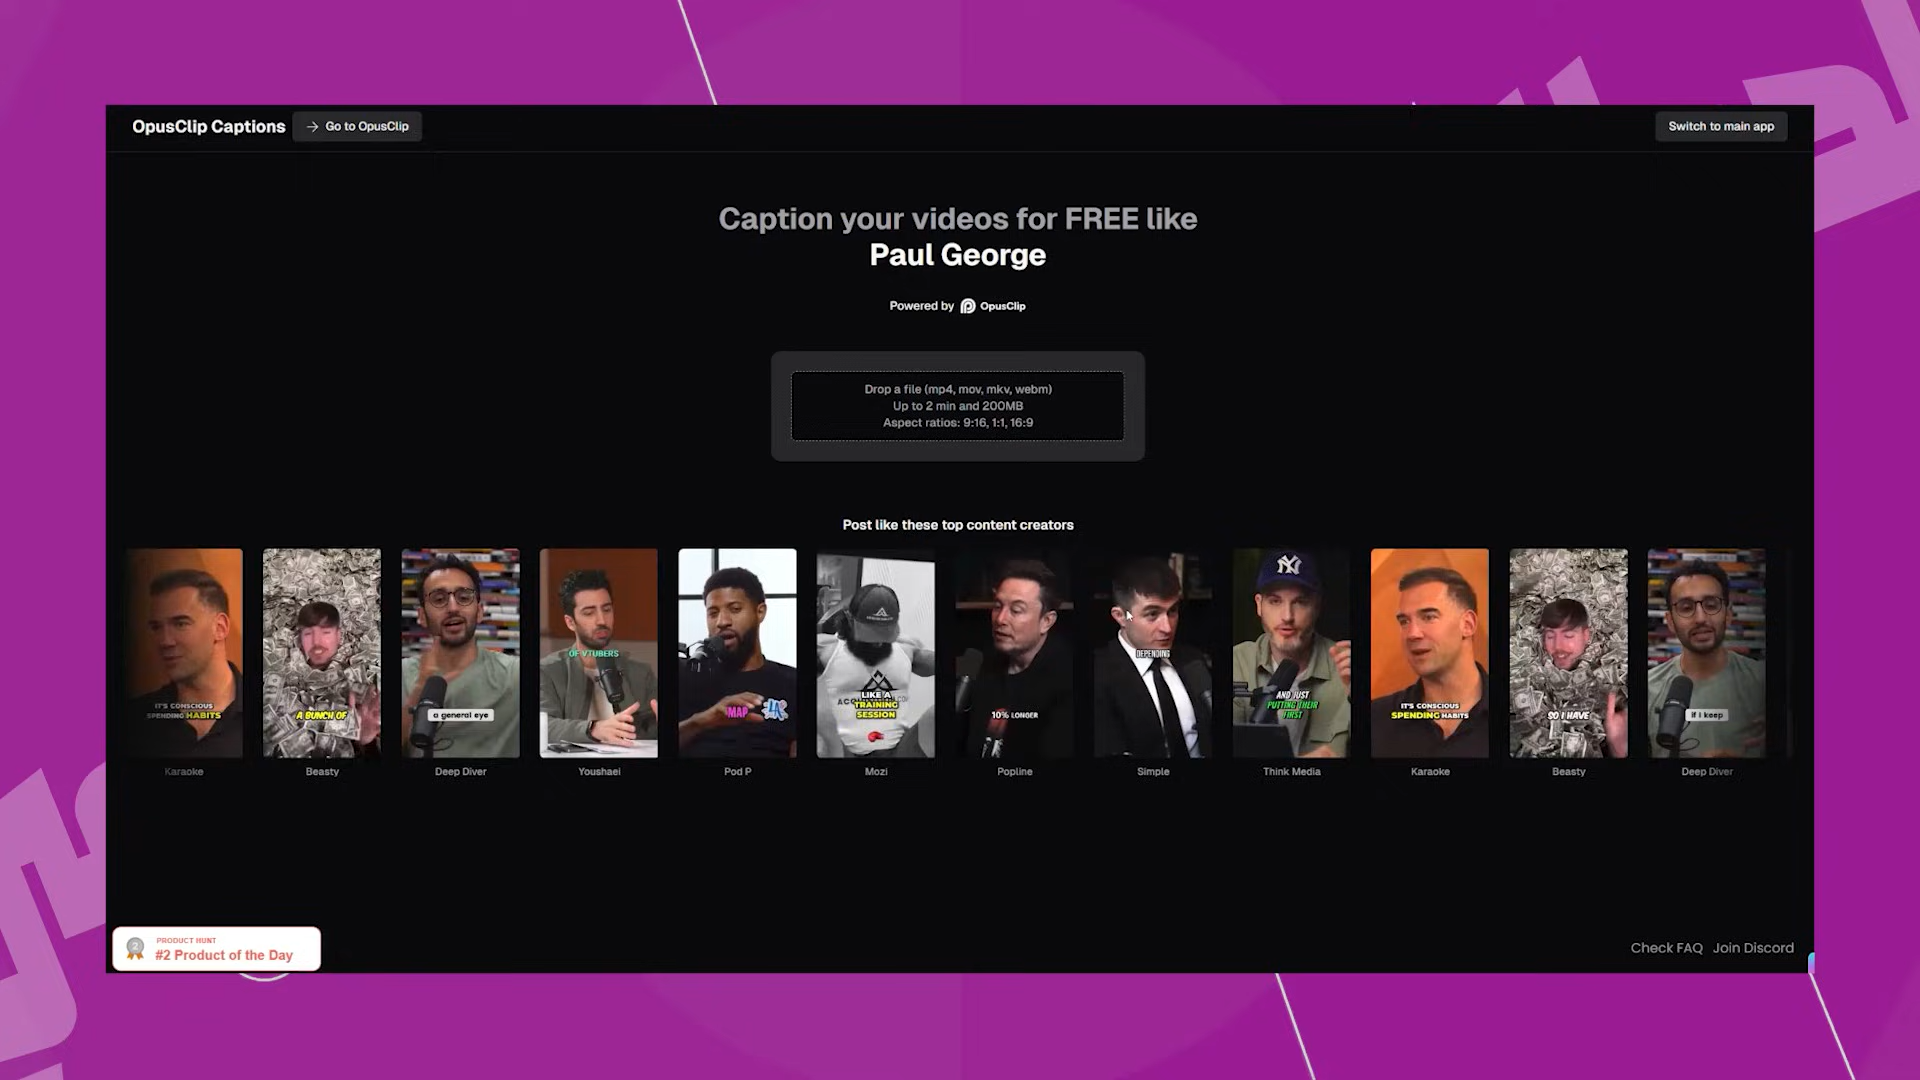 OpusClip Captions
Go to OpusClip
Switch to main app
Caption your videos for FREE like
Paul George
Powered by OpusClip
Drop a file (mp4, mov, mkv, webm)
Up to 2 min and 200MB
Aspect ratios: 9:16, 1:1, 16:9
Post like these top content creators
IT'S CONSCIOUS
SPENDING HABITS
A BUNCH OF
a general eye
OF VTUBERS
MAP
LA
LIKE A
TRAINING
SESSION
10% LONGER
DEPENDING
NY
AND JUST
PUTTING THEIR
FIRST
IT'S CONSCIOUS
SPENDING HABITS
SO I HAVE
if i keep
Karaoke
Beasty
Deep Diver
Youshaei
Pod P
Mozi
Popline
Simple
Think Media
Karaoke
Beasty
Deep Diver
2
PRODUCT HUNT
#2 Product of the Day
Check FAQ
Join Discord